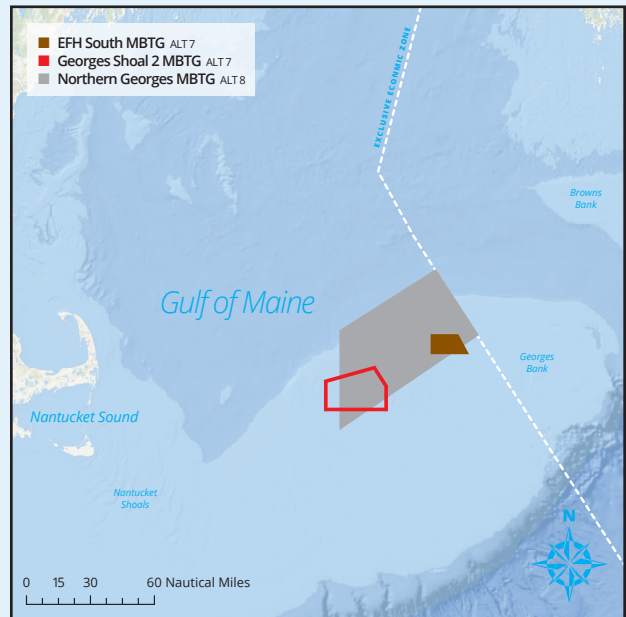 EFH South MBTG ALT 7
Georges Shoal 2 MBTG ALT 7
Northern Georges MBTG ALT 8
EXCLUSIVE ECONMIC ZONE
Browns
Bank
Gulf of Maine
Georges
Bank
Nantucket Sound
Nantucket
Shoals
N
0 15 30 60 Nautical Miles